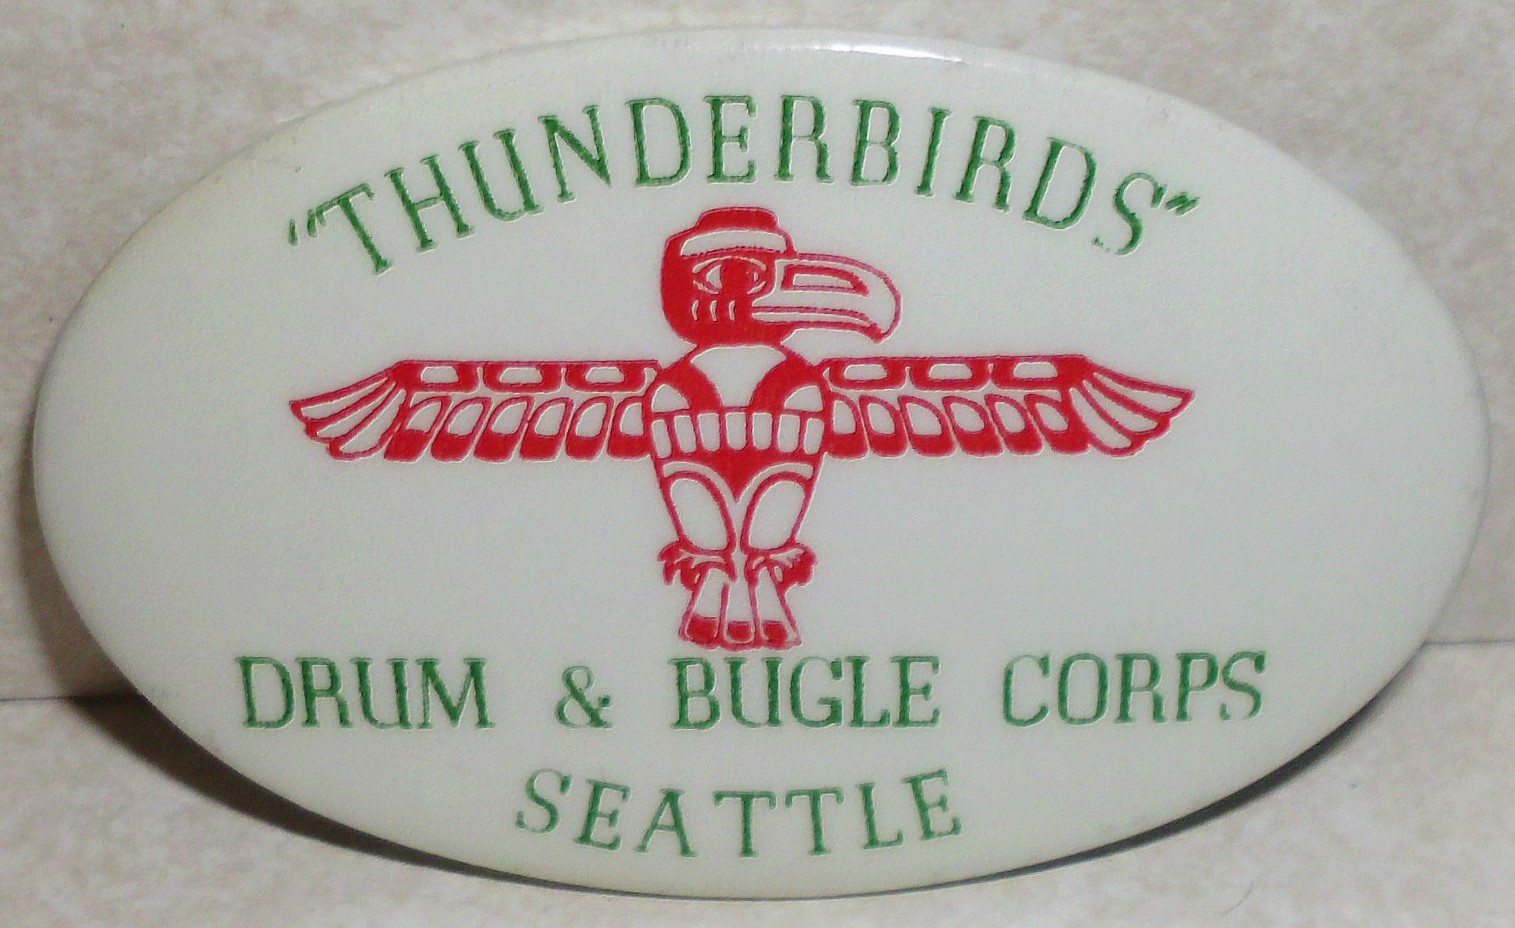 "THUNDERBIRDS"
DRUM & BUGLE CORPS
SEATTLE